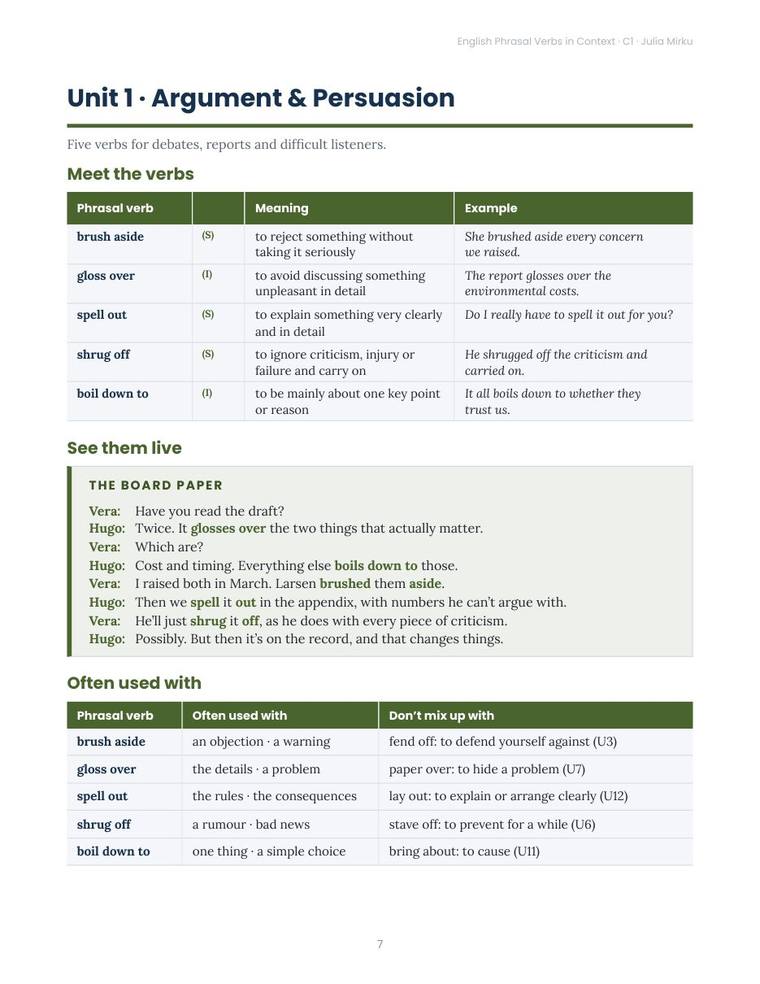 English Phrasal Verbs in Context · C1 · Julia Mirku
Unit 1 · Argument & Persuasion
Five verbs for debates, reports and difficult listeners.
Meet the verbs
Phrasal verb Meaning Example
brush aside (S) to reject something without She brushed aside every concern
taking it seriously we raised.
gloss over (I) to avoid discussing something The report glosses over the
unpleasant in detail environmental costs.
spell out (S) to explain something very clearly Do I really have to spell it out for you?
and in detail
shrug off (S) to ignore criticism, injury or He shrugged off the criticism and
failure and carry on carried on.
boil down to (I) to be mainly about one key point It all boils down to whether they
or reason trust us.
See them live
THE BOARD PAPER
Vera: Have you read the draft?
Hugo: Twice. It glosses over the two things that actually matter.
Vera: Which are?
Hugo: Cost and timing. Everything else boils down to those.
Vera: I raised both in March. Larsen brushed them aside.
Hugo: Then we spell it out in the appendix, with numbers he can’t argue with.
Vera: He’ll just shrug it off, as he does with every piece of criticism.
Hugo: Possibly. But then it’s on the record, and that changes things.
Often used with
Phrasal verb Often used with Don’t mix up with
brush aside an objection · a warning fend off: to defend yourself against (U3)
gloss over the details · a problem paper over: to hide a problem (U7)
spell out the rules · the consequences lay out: to explain or arrange clearly (U12)
shrug off a rumour · bad news stave off: to prevent for a while (U6)
boil down to one thing · a simple choice bring about: to cause (U11)
7